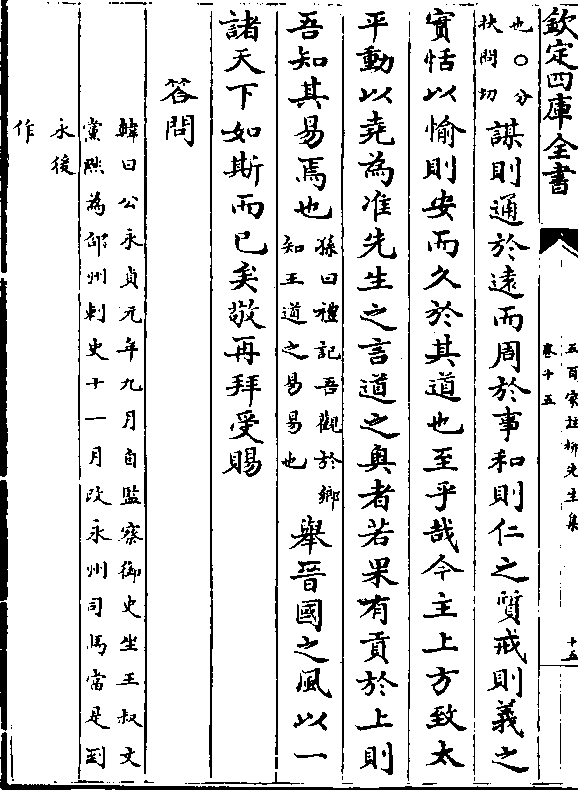 欽定四庫全書
五百家註柳先生集
卷十五
十五
也○分
扶問切
謀則通於遠而周於事和則仁之質戒則義之
實恬以愉則安而久於其道也至乎哉今主上方致太
平動以堯為准先生之言道之奥者若果有貢於上則
吾知其易焉也
孫曰禮記吾觀於鄉
知王道之易易也
舉晉國之風以一
諸天下如斯而已矣敬再拜受賜
答問
韓曰公永貞元年九月自監察御史坐王叔文
黨貶為邵州刺史十一月改永州司馬當是到
永後
作